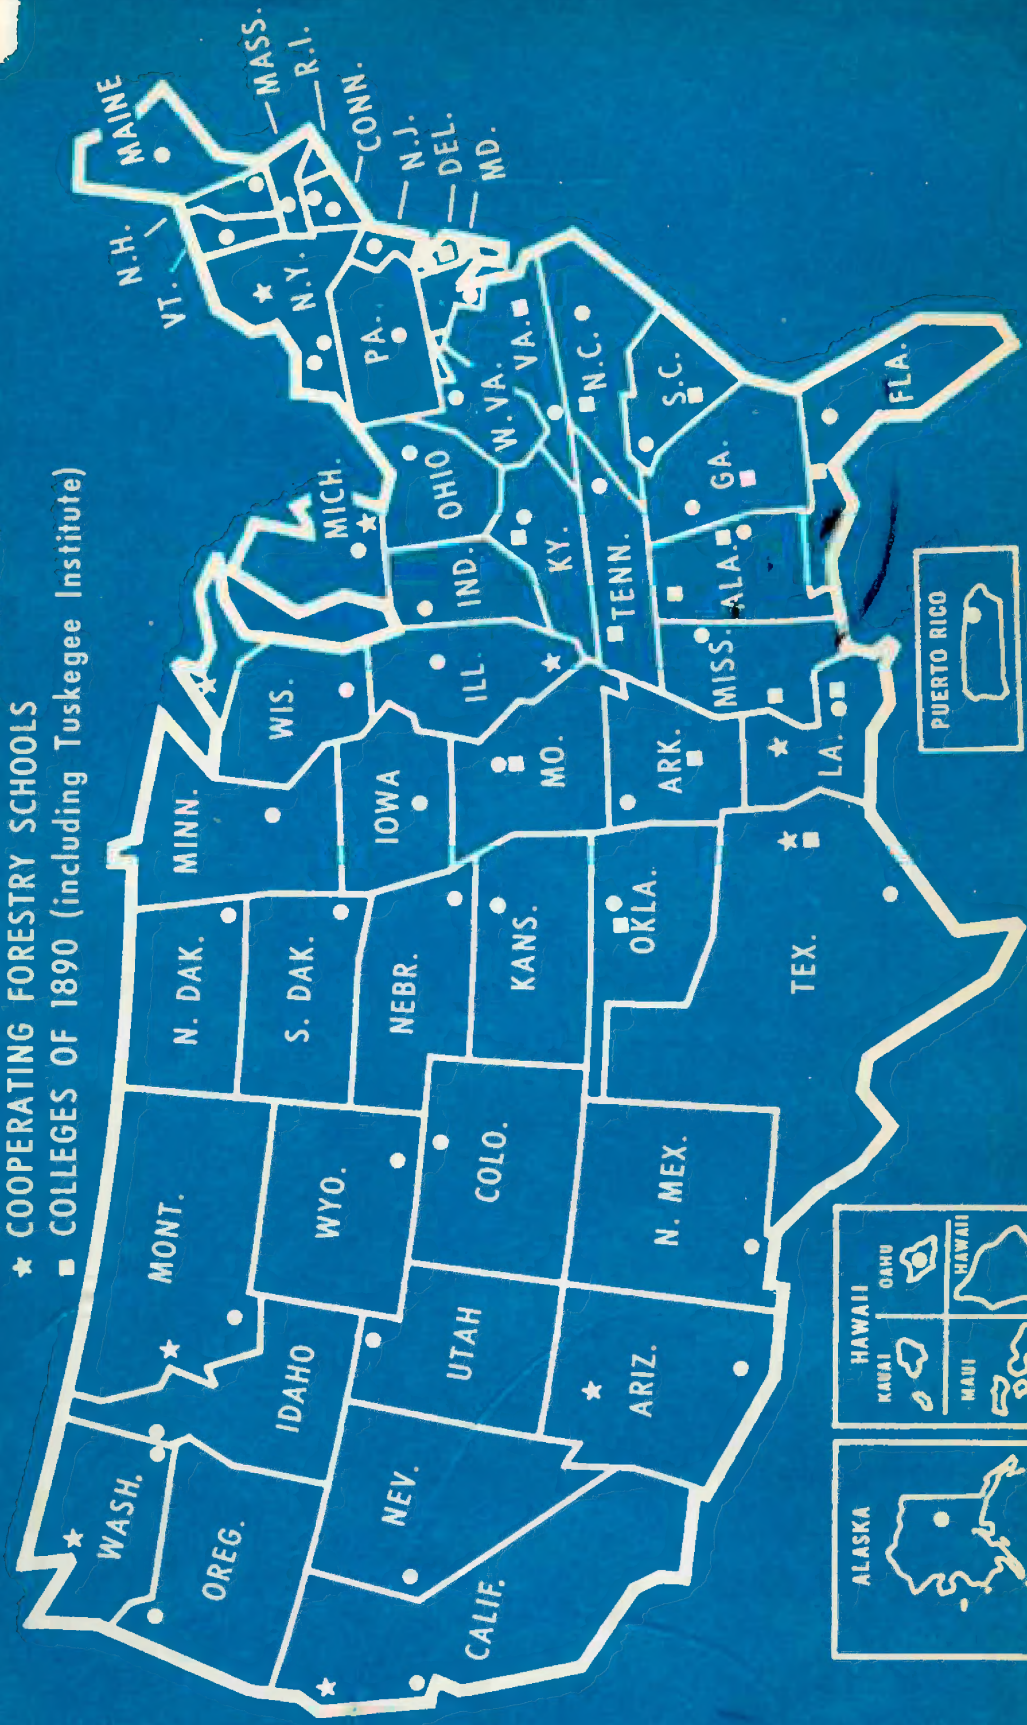 ★ COOPERATING FORESTRY SCHOOLS
■ COLLEGES OF 1890 (including Tuskegee Institute)
WASH.
OREG.
CALIF.
NEV.
IDAHO
MONT.
WYO.
UTAH
ARIZ.
COLO.
N. MEX.
N. DAK.
S. DAK.
NEBR.
KANS.
OKLA.
TEX.
MINN.
IOWA
MO.
ARK.
LA.
WIS.
ILL.
MISS.
MICH.
IND.
OHIO
KY.
TENN.
ALA.
GA.
FLA.
S.C.
N.C.
VA.
W.VA.
PA.
N.Y.
VT.
N.H.
MAINE
MASS.
R.I.
CONN.
N.J.
DEL.
MD.
ALASKA
HAWAII
KAUAI
OAHU
MAUI
HAWAII
PUERTO RICO